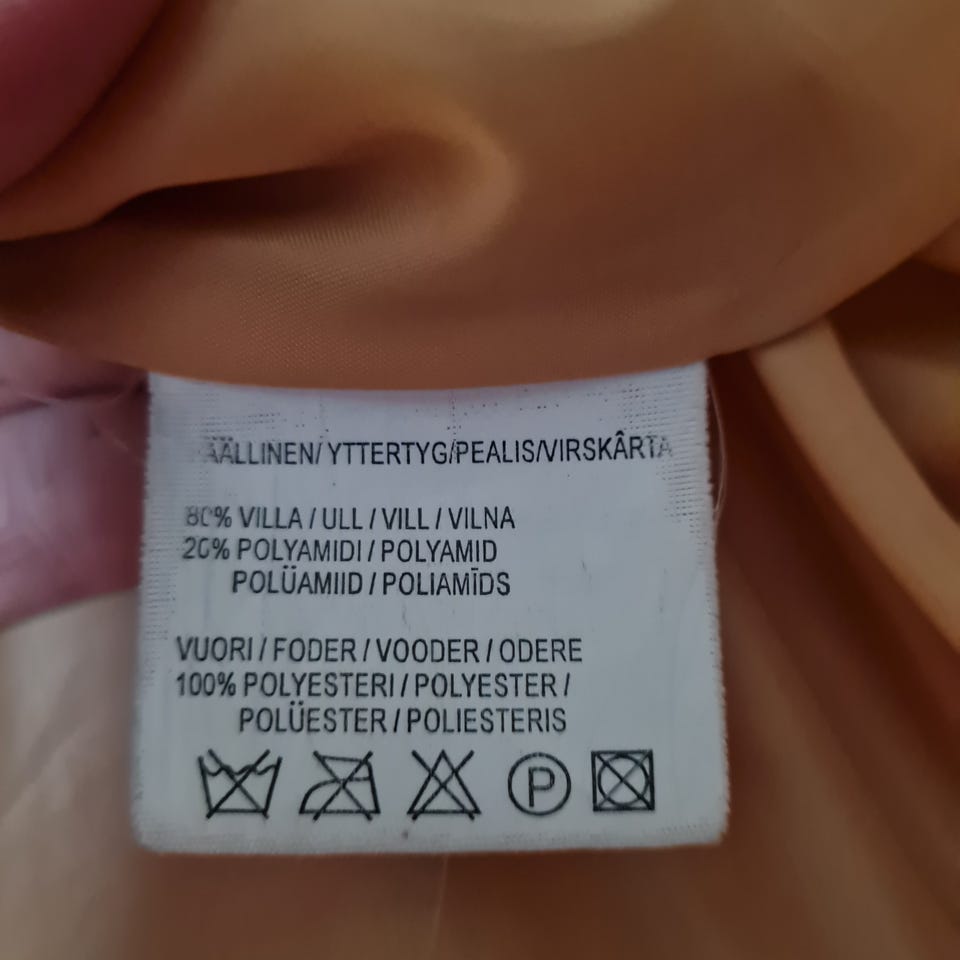 PÄÄLLINEN/ YTTERTYG/PEALIS/VIRSKÂRTA
80% VILLA / ULL / VILL / VILNA
20% POLYAMIDI / POLYAMID
POLÜAMIID / POLIAMĪDS
VUORI / FODER / VOODER / ODERE
100% POLYESTERI / POLYESTER /
POLÜESTER / POLIESTERIS
P